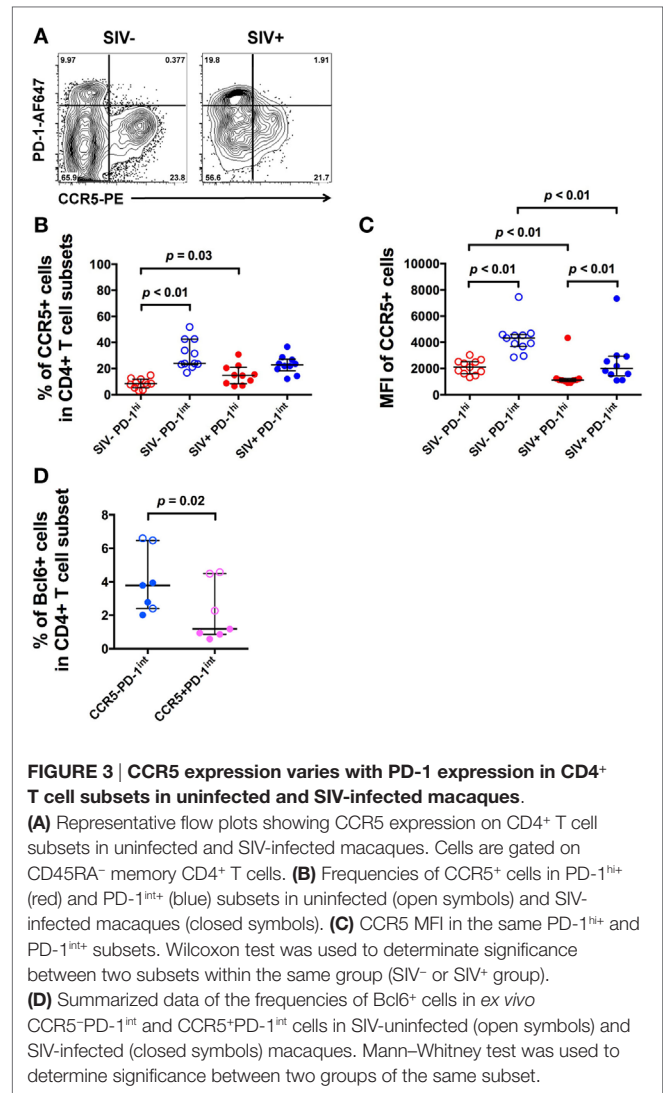 A
SIV-
SIV+
9.97
0.377
19.8
1.91
PD-1-AF647
65.9
23.8
56.6
21.7
CCR5-PE
B
p = 0.03
p < 0.01
% of CCR5+ cells
in CD4+ T cell subsets
100
80
60
40
20
0
SIV- PD-1hi
SIV- PD-1int
SIV+ PD-1hi
SIV+ PD-1int
C
p < 0.01
p < 0.01
p < 0.01
p < 0.01
MFI of CCR5+ cells
10000
8000
6000
4000
2000
0
SIV- PD-1hi
SIV- PD-1int
SIV+ PD-1hi
SIV+ PD-1int
D
p = 0.02
% of Bcl6+ cells
in CD4+ T cell subset
8
6
4
2
0
CCR5-PD-1int
CCR5+PD-1int
FIGURE 3 | CCR5 expression varies with PD-1 expression in CD4+
T cell subsets in uninfected and SIV-infected macaques.
(A) Representative flow plots showing CCR5 expression on CD4+ T cell
subsets in uninfected and SIV-infected macaques. Cells are gated on
CD45RA− memory CD4+ T cells. (B) Frequencies of CCR5+ cells in PD-1hi+
(red) and PD-1int+ (blue) subsets in uninfected (open symbols) and SIV-
infected macaques (closed symbols). (C) CCR5 MFI in the same PD-1hi+ and
PD-1int+ subsets. Wilcoxon test was used to determinate significance
between two subsets within the same group (SIV− or SIV+ group).
(D) Summarized data of the frequencies of Bcl6+ cells in ex vivo
CCR5−PD-1int and CCR5+PD-1int cells in SIV-uninfected (open symbols) and
SIV-infected (closed symbols) macaques. Mann–Whitney test was used to
determine significance between two groups of the same subset.